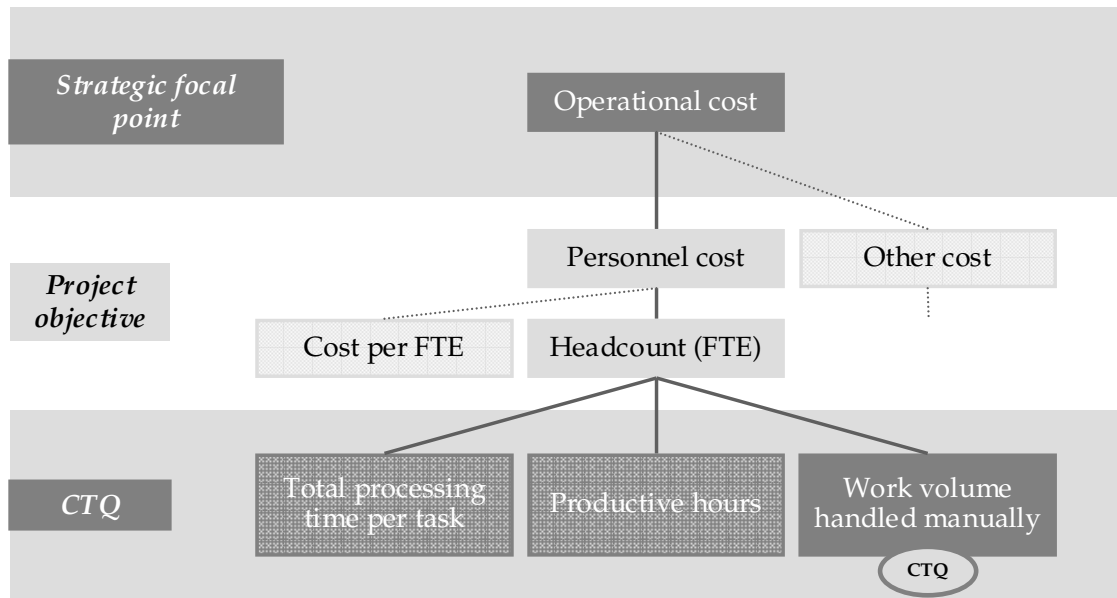 Strategic focal
point
Operational cost
Personnel cost
Other cost
Project
objective
Cost per FTE
Headcount (FTE)
CTQ
Total processing
time per task
Productive hours
Work volume
handled manually
CTQ